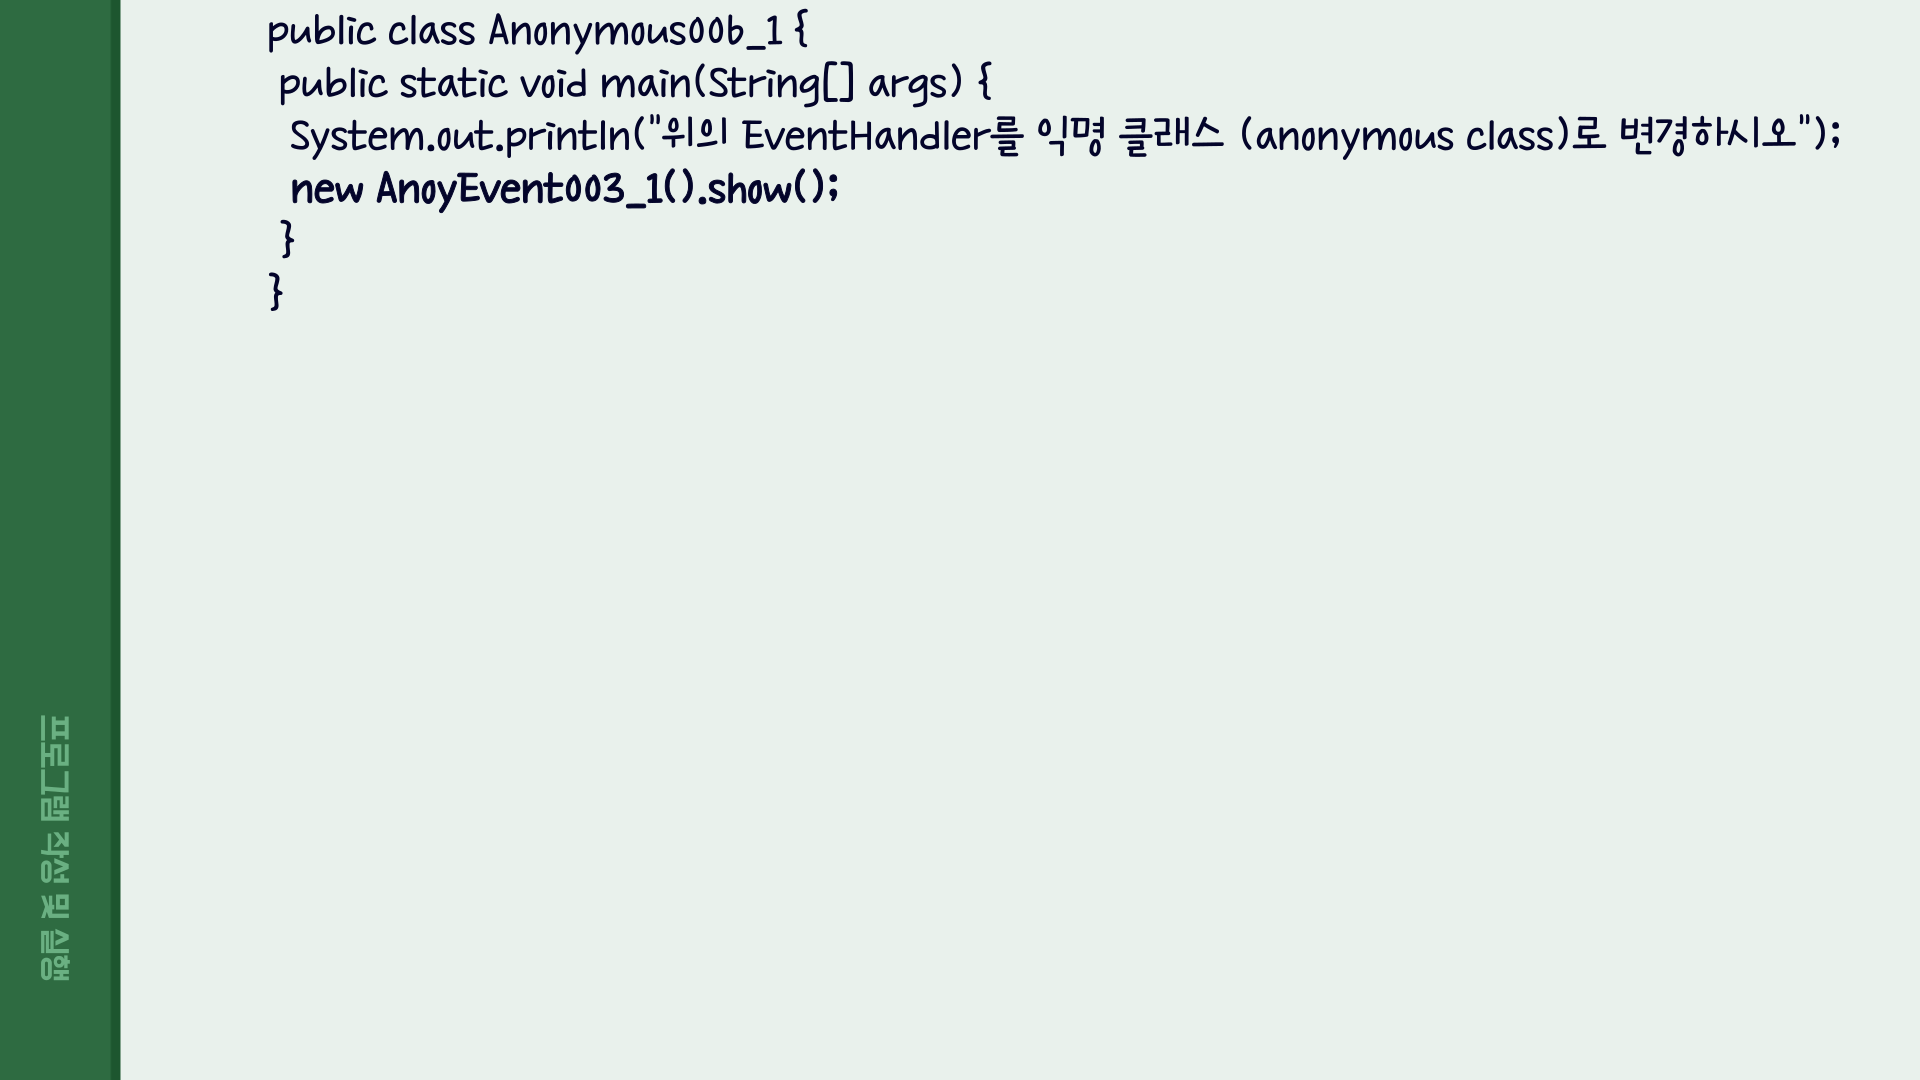 public class Anonymous006_1 {
public static void main(String[] args) {
System.out.println("위의 EventHandler를 익명 클래스 (anonymous class)로 변경하시오");
new AnoyEvent003_1().show();
}
}
프로그램 작성 및 실행